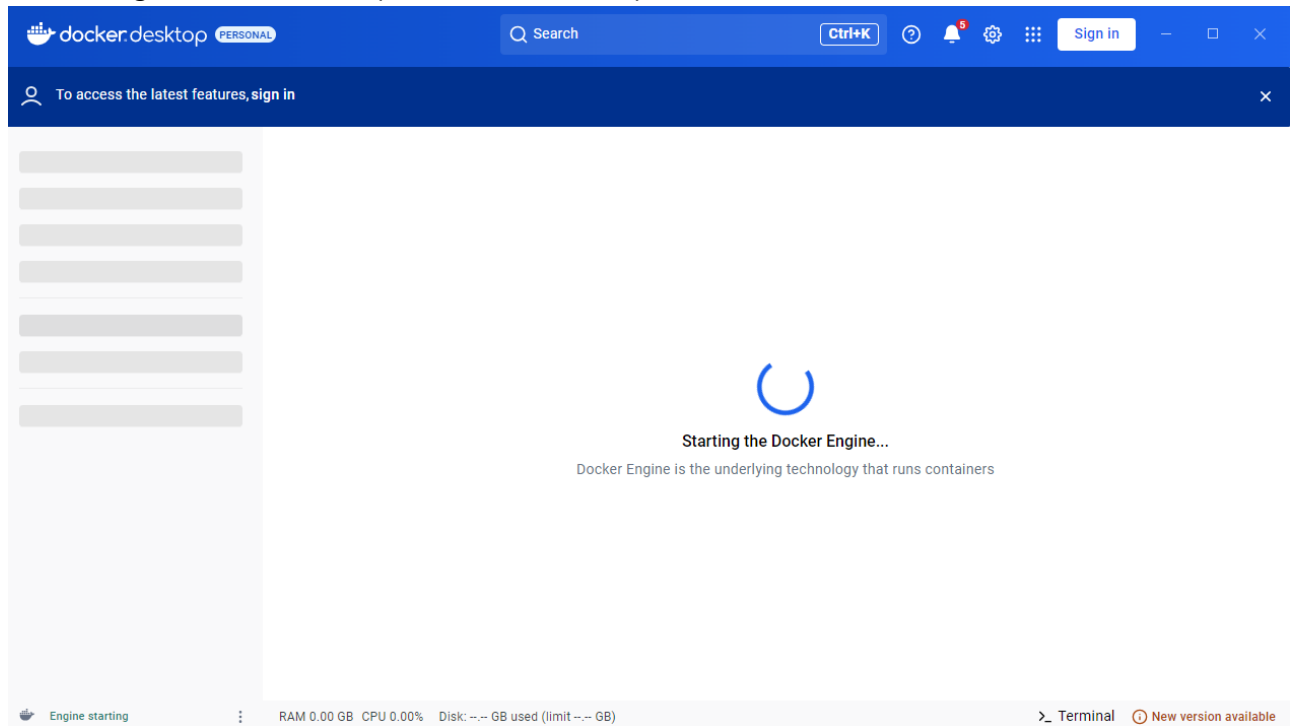 docker.desktop PERSONAL Search Ctrl+K 5 Sign in
To access the latest features, sign in
Starting the Docker Engine...
Docker Engine is the underlying technology that runs containers
Engine starting RAM 0.00 GB CPU 0.00% Disk: --.-- GB used (limit --.-- GB) Terminal New version available